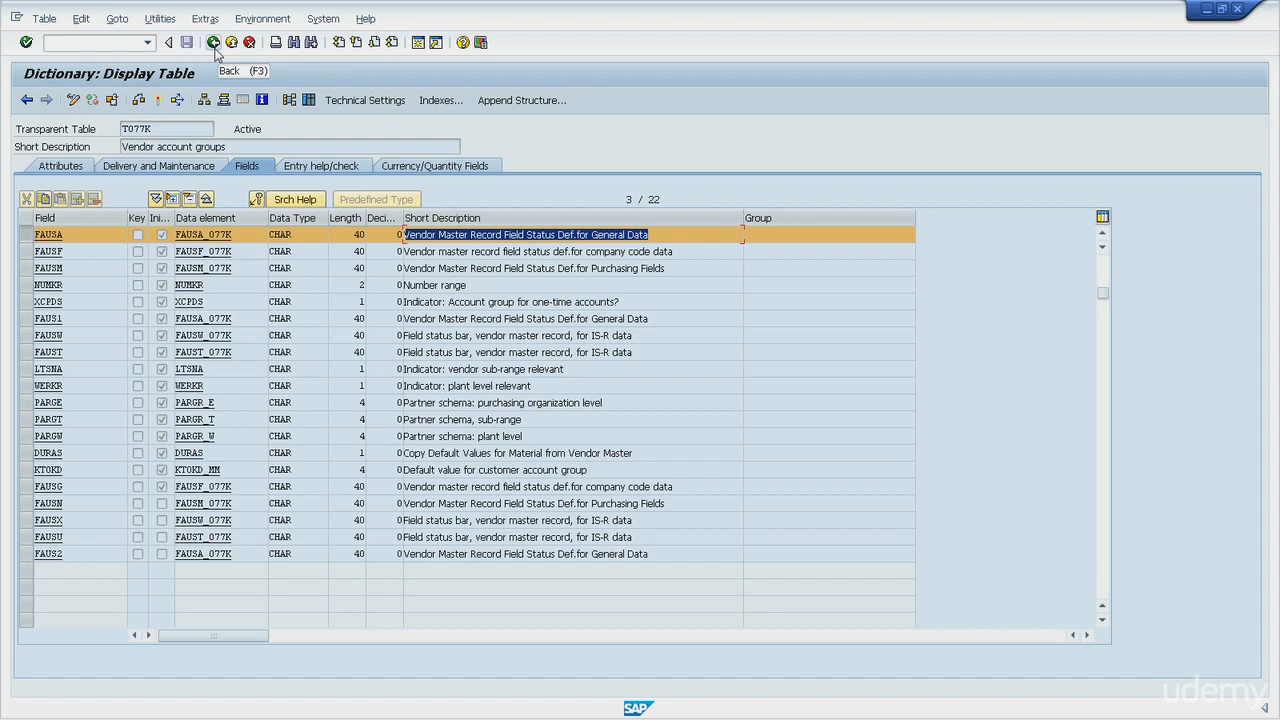 Table Edit Goto Utilities Extras Environment System Help
Back (F3)
Dictionary: Display Table
Technical Settings Indexes... Append Structure...
Transparent Table T077K Active
Short Description Vendor account groups
Attributes Delivery and Maintenance Fields Entry help/check Currency/Quantity Fields
Srch Help Predefined Type 3 / 22
Field Key Ini... Data element Data Type Length Deci... Short Description Group
FAUSA FAUSA_077K CHAR 40 0 Vendor Master Record Field Status Def.for General Data
FAUSF FAUSF_077K CHAR 40 0 Vendor master record field status def.for company code data
FAUSM FAUSM_077K CHAR 40 0 Vendor Master Record Field Status Def.for Purchasing Fields
NUMKR NUMKR CHAR 2 0 Number range
XCPDS XCPDS CHAR 1 0 Indicator: Account group for one-time accounts?
FAUS1 FAUSA_077K CHAR 40 0 Vendor Master Record Field Status Def.for General Data
FAUSW FAUSW_077K CHAR 40 0 Field status bar, vendor master record, for IS-R data
FAUST FAUST_077K CHAR 40 0 Field status bar, vendor master record, for IS-R data
LTSNA LTSNA CHAR 1 0 Indicator: vendor sub-range relevant
WERKR WERKR CHAR 1 0 Indicator: plant level relevant
PARGE PARGR_E CHAR 4 0 Partner schema: purchasing organization level
PARGT PARGR_T CHAR 4 0 Partner schema, sub-range
PARGW PARGR_W CHAR 4 0 Partner schema: plant level
DURAS DURAS CHAR 1 0 Copy Default Values for Material from Vendor Master
KTOKD KTOKD_MM CHAR 4 0 Default value for customer account group
FAUSG FAUSF_077K CHAR 40 0 Vendor master record field status def.for company code data
FAUSN FAUSM_077K CHAR 40 0 Vendor Master Record Field Status Def.for Purchasing Fields
FAUSX FAUSW_077K CHAR 40 0 Field status bar, vendor master record, for IS-R data
FAUSU FAUST_077K CHAR 40 0 Field status bar, vendor master record, for IS-R data
FAUS2 FAUSA_077K CHAR 40 0 Vendor Master Record Field Status Def.for General Data
udemy
SAP